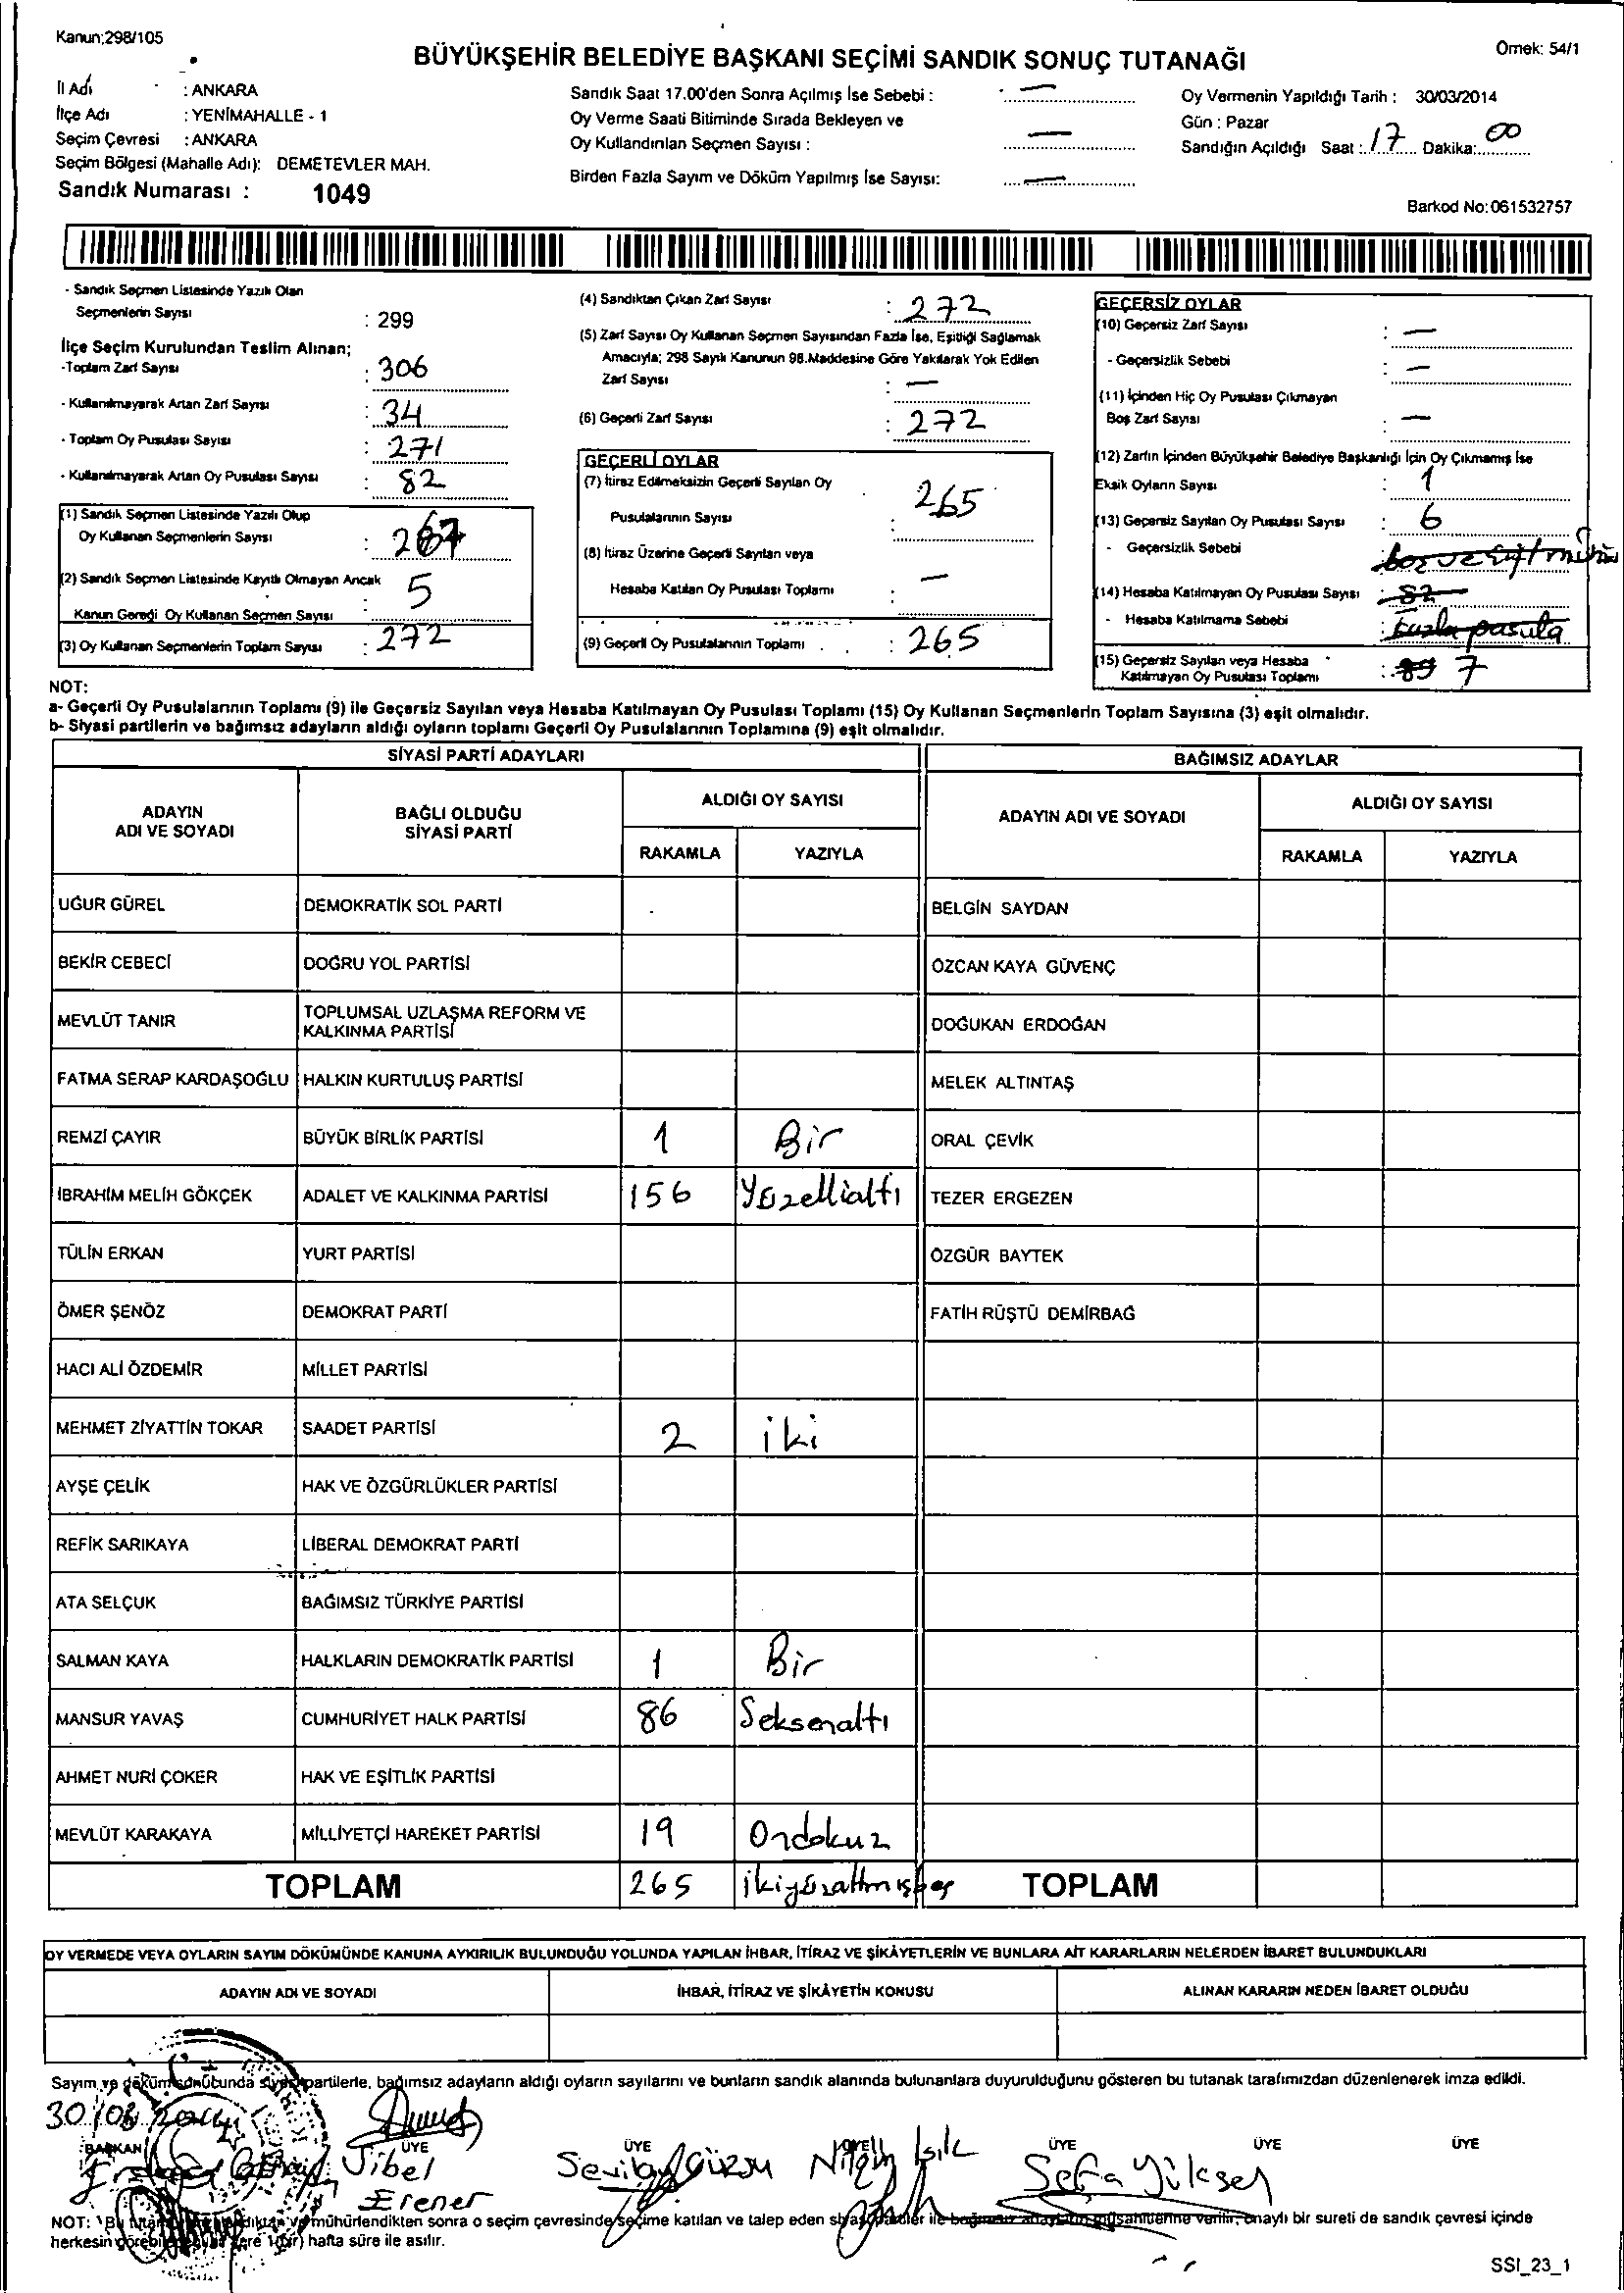 Kanun;298/105
BÜYÜKŞEHİR BELEDİYE BAŞKANI SEÇİMİ SANDIK SONUÇ TUTANAĞI
Örnek: 54/1
İl Adı : ANKARA
İlçe Adı : YENİMAHALLE - 1
Seçim Çevresi : ANKARA
Seçim Bölgesi (Mahalle Adı): DEMETEVLER MAH.
Sandık Numarası : 1049
Sandık Saat 17.00'den Sonra Açılmış İse Sebebi : —
Oy Verme Saati Bitiminde Sırada Bekleyen ve
Oy Kullandırılan Seçmen Sayısı : —
Birden Fazla Sayım ve Döküm Yapılmış İse Sayısı: —
Oy Vermenin Yapıldığı Tarih : 30/03/2014
Gün : Pazar
Sandığın Açıldığı Saat : 17 Dakika: 00
Barkod No:061532757
- Sandık Seçmen Listesinde Yazılı Olan
Seçmenlerin Sayısı : 299
İlçe Seçim Kurulundan Teslim Alınan;
-Toplam Zarf Sayısı : 306
- Kullanılmayarak Artan Zarf Sayısı : 34
- Toplam Oy Pusulası Sayısı : 271
- Kullanılmayarak Artan Oy Pusulası Sayısı : 82
(1) Sandık Seçmen Listesinde Yazılı Olup
Oy Kullanan Seçmenlerin Sayısı : 267
(2) Sandık Seçmen Listesinde Kayıtlı Olmayan Ancak
Kanun Gereği Oy Kullanan Seçmen Sayısı : 5
(3) Oy Kullanan Seçmenlerin Toplam Sayısı : 272
(4) Sandıktan Çıkan Zarf Sayısı : 272
(5) Zarf Sayısı Oy Kullanan Seçmen Sayısından Fazla İse, Eşitliği Sağlamak
Amacıyla; 298 Sayılı Kanunun 98.Maddesine Göre Yakılarak Yok Edilen
Zarf Sayısı : —
(6) Geçerli Zarf Sayısı : 272
GEÇERLİ OYLAR
(7) İtiraz Edilmeksizin Geçerli Sayılan Oy
Pusulalarının Sayısı : 265
(8) İtiraz Üzerine Geçerli Sayılan veya
Hesaba Katılan Oy Pusulası Toplamı : —
(9) Geçerli Oy Pusulalarının Toplamı : 265
GEÇERSİZ OYLAR
(10) Geçersiz Zarf Sayısı : —
- Geçersizlik Sebebi : —
(11) İçinden Hiç Oy Pusulası Çıkmayan
Boş Zarf Sayısı : —
(12) Zarfın İçinden Büyükşehir Belediye Başkanlığı İçin Oy Çıkmamış İse
Eksik Oyların Sayısı : 1
(13) Geçersiz Sayılan Oy Pusulası Sayısı : 6
- Geçersizlik Sebebi : boz ve çift
(14) Hesaba Katılmayan Oy Pusulası Sayısı : 82
- Hesaba Katılmama Sebebi : fazla pasula
(15) Geçersiz Sayılan veya Hesaba
Katılmayan Oy Pusulası Toplamı : 89 7
NOT:
a- Geçerli Oy Pusulalarının Toplamı (9) ile Geçersiz Sayılan veya Hesaba Katılmayan Oy Pusulası Toplamı (15) Oy Kullanan Seçmenlerin Toplam Sayısına (3) eşit olmalıdır.
b- Siyasi partilerin ve bağımsız adayların aldığı oyların toplamı Geçerli Oy Pusulalarının Toplamına (9) eşit olmalıdır.
SİYASİ PARTİ ADAYLARI BAĞIMSIZ ADAYLAR
ADAYIN ADI VE SOYADI BAĞLI OLDUĞU SİYASİ PARTİ ALDIĞI OY SAYISI ADAYIN ADI VE SOYADI ALDIĞI OY SAYISI
RAKAMLA YAZIYLA RAKAMLA YAZIYLA
UĞUR GÜREL DEMOKRATİK SOL PARTİ BELGİN SAYDAN
BEKİR CEBECİ DOĞRU YOL PARTİSİ ÖZCAN KAYA GÜVENÇ
MEVLÜT TANIR TOPLUMSAL UZLAŞMA REFORM VE KALKINMA PARTİSİ DOĞUKAN ERDOĞAN
FATMA SERAP KARDAŞOĞLU HALKIN KURTULUŞ PARTİSİ MELEK ALTINTAŞ
REMZİ ÇAYIR BÜYÜK BİRLİK PARTİSİ 1 Bir ORAL ÇEVİK
İBRAHİM MELİH GÖKÇEK ADALET VE KALKINMA PARTİSİ 156 Yüzellialtı TEZER ERGEZEN
TÜLİN ERKAN YURT PARTİSİ ÖZGÜR BAYTEK
ÖMER ŞENÖZ DEMOKRAT PARTİ FATİH RÜŞTÜ DEMİRBAĞ
HACI ALİ ÖZDEMİR MİLLET PARTİSİ
MEHMET ZİYATTİN TOKAR SAADET PARTİSİ 2 iki
AYŞE ÇELİK HAK VE ÖZGÜRLÜKLER PARTİSİ
REFİK SARIKAYA LİBERAL DEMOKRAT PARTİ
ATA SELÇUK BAĞIMSIZ TÜRKİYE PARTİSİ
SALMAN KAYA HALKLARIN DEMOKRATİK PARTİSİ 1 Bir
MANSUR YAVAŞ CUMHURİYET HALK PARTİSİ 86 Seksenaltı
AHMET NURİ ÇOKER HAK VE EŞİTLİK PARTİSİ
MEVLÜT KARAKAYA MİLLİYETÇİ HAREKET PARTİSİ 19 Ondokuz
TOPLAM 265 ikiyüzaltmışbeş TOPLAM
OY VERMEDE VEYA OYLARIN SAYIM DÖKÜMÜNDE KANUNA AYKIRILIK BULUNDUĞU YOLUNDA YAPILAN İHBAR, İTİRAZ VE ŞİKÂYETLERİN VE BUNLARA AİT KARARLARIN NELERDEN İBARET BULUNDUKLARI
ADAYIN ADI VE SOYADI İHBAR, İTİRAZ VE ŞİKÂYETİN KONUSU ALINAN KARARIN NEDEN İBARET OLDUĞU
Sayım ve döküm sonucunda siyasi partilerle, bağımsız adayların aldığı oyların sayılarını ve bunların sandık alanında bulunanlara duyurulduğunu gösteren bu tutanak tarafımızdan düzenlenerek imza edildi.
30/03/2014
BAŞKAN ÜYE ÜYE ÜYE ÜYE ÜYE ÜYE
Sibel Erener Sevilay Gürsu Nilgün Işık Sefa Yüksel
NOT: 1 Bu mühürlendikten sonra o seçim çevresinde seçime katılan ve talep eden siyasi partiler ile bağımsız adayların müşahitlerine verilir, onaylı bir sureti de sandık çevresi içinde
herkesin görebileceği yere 1 (bir) hafta süre ile asılır.
SSI_23_1